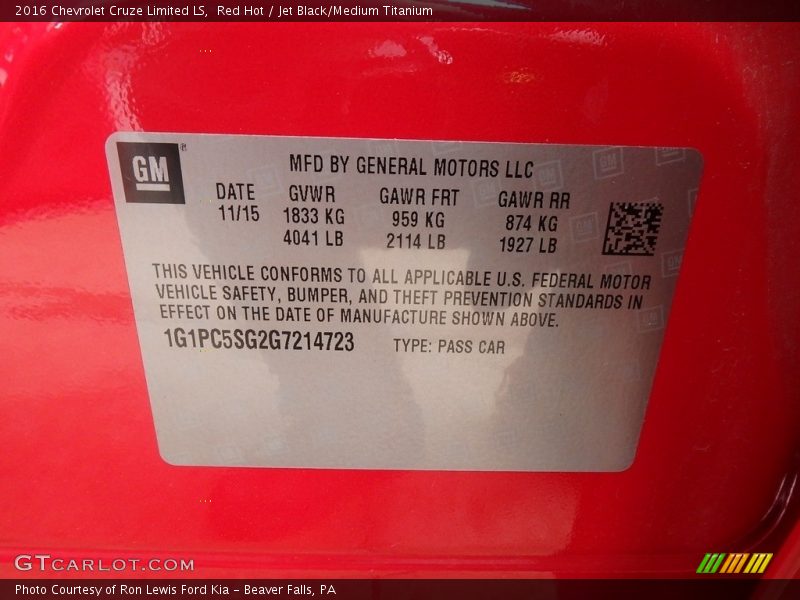 2016 Chevrolet Cruze Limited LS,  Red Hot / Jet Black/Medium Titanium
GM
MFD BY GENERAL MOTORS LLC
DATE GVWR GAWR FRT GAWR RR
11/15 1833 KG 959 KG 874 KG
4041 LB 2114 LB 1927 LB
THIS VEHICLE CONFORMS TO ALL APPLICABLE U.S. FEDERAL MOTOR
VEHICLE SAFETY, BUMPER, AND THEFT PREVENTION STANDARDS IN
EFFECT ON THE DATE OF MANUFACTURE SHOWN ABOVE.
1G1PC5SG2G7214723 TYPE: PASS CAR
GTCARLOT.COM
Photo Courtesy of Ron Lewis Ford Kia - Beaver Falls, PA